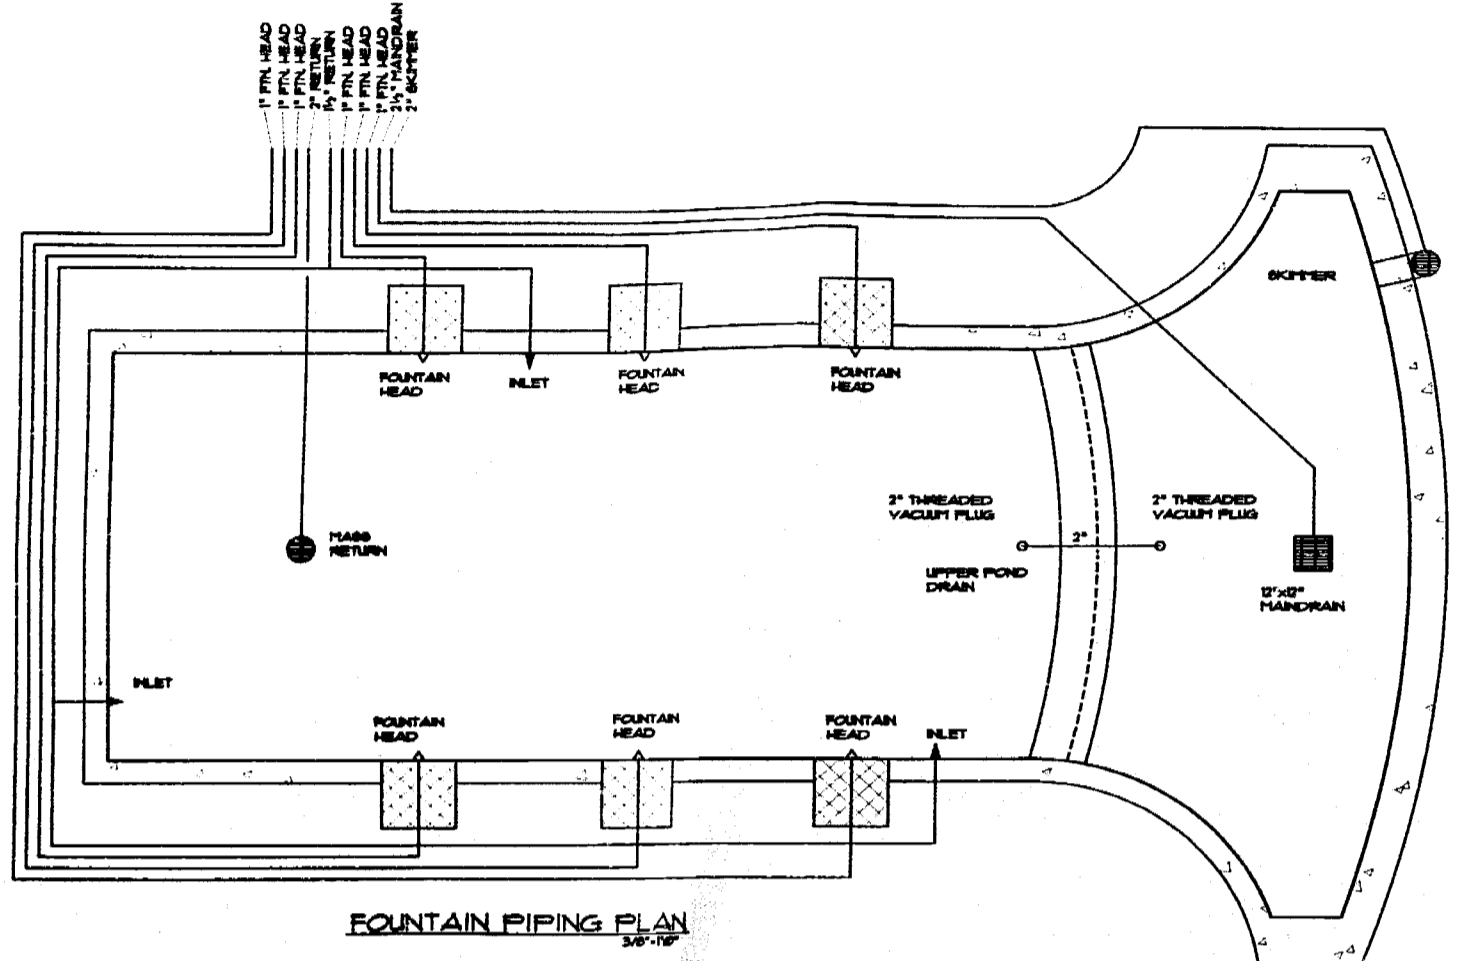 1" FTN. HEAD
1" FTN. HEAD
1" FTN. HEAD
2" RETURN
1½" RETURN
1" FTN. HEAD
1" FTN. HEAD
1" FTN. HEAD
2½" MAINDRAIN
2" SKIMMER
SKIMMER
FOUNTAIN
HEAD
INLET
FOUNTAIN
HEAD
FOUNTAIN
HEAD
2" THREADED
VACUUM PLUG
2" THREADED
VACUUM PLUG
MASS
RETURN
2"
UPPER POND
DRAIN
12"x12"
MAINDRAIN
INLET
FOUNTAIN
HEAD
FOUNTAIN
HEAD
FOUNTAIN
HEAD
INLET
FOUNTAIN PIPING PLAN